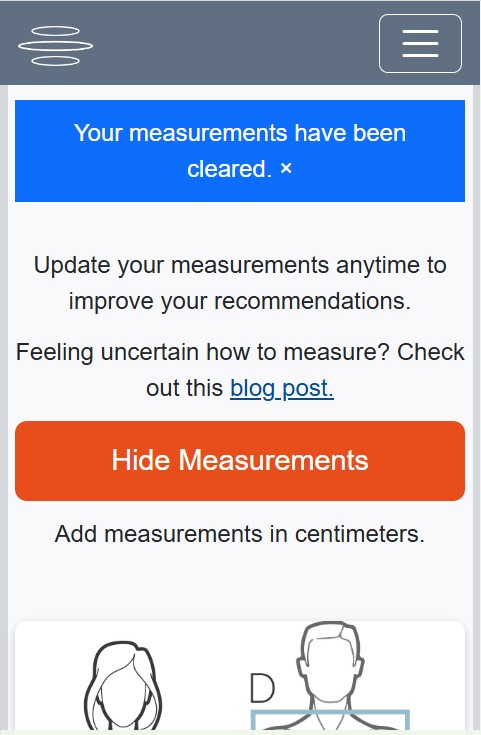 Your measurements have been
cleared. ×
Update your measurements anytime to
improve your recommendations.
Feeling uncertain how to measure? Check
out this blog post.
Hide Measurements
Add measurements in centimeters.
D